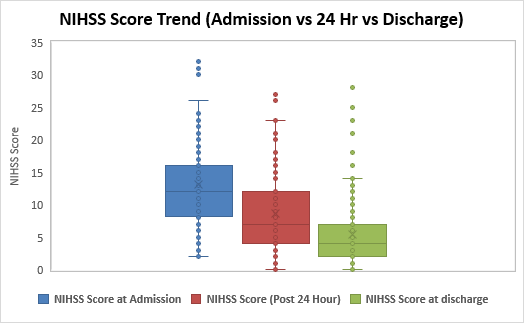 NIHSS Score Trend (Admission vs 24 Hr vs Discharge)
35
30
25
20
15
10
5
0
NIHSS Score
NIHSS Score at Admission NIHSS Score (Post 24 Hour) NIHSS Score at discharge